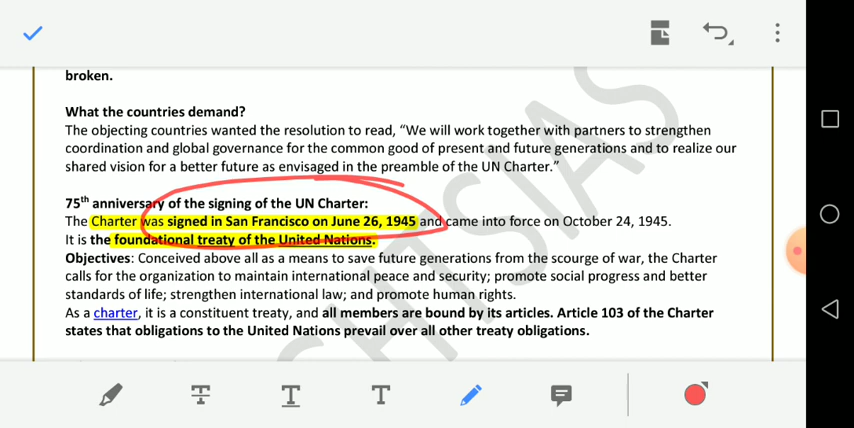 broken.
What the countries demand?
The objecting countries wanted the resolution to read, “We will work together with partners to strengthen
coordination and global governance for the common good of present and future generations and to realize our
shared vision for a better future as envisaged in the preamble of the UN Charter.”
75th anniversary of the signing of the UN Charter:
The Charter was signed in San Francisco on June 26, 1945 and came into force on October 24, 1945.
It is the foundational treaty of the United Nations.
Objectives: Conceived above all as a means to save future generations from the scourge of war, the Charter
calls for the organization to maintain international peace and security; promote social progress and better
standards of life; strengthen international law; and promote human rights.
As a charter, it is a constituent treaty, and all members are bound by its articles. Article 103 of the Charter
states that obligations to the United Nations prevail over all other treaty obligations.
SHTSIAS